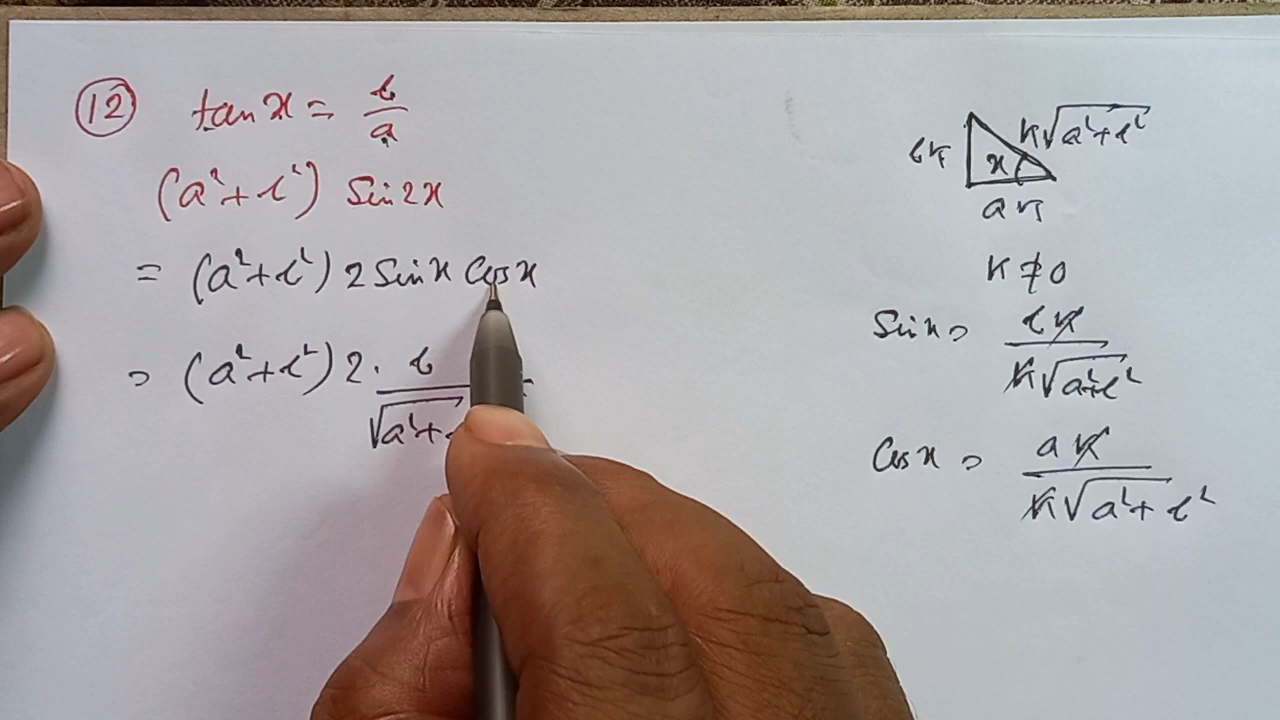 (12) tan x = b/a
(a² + b²) Sin 2x
= (a² + b²) 2 Sin x Cos x
= (a² + b²) 2 . b/√a² +
bK
x
K√a² + b²
aK
K ≠ 0
Sin x = bK/K√a² + b²
Cos x = aK/K√a² + b²